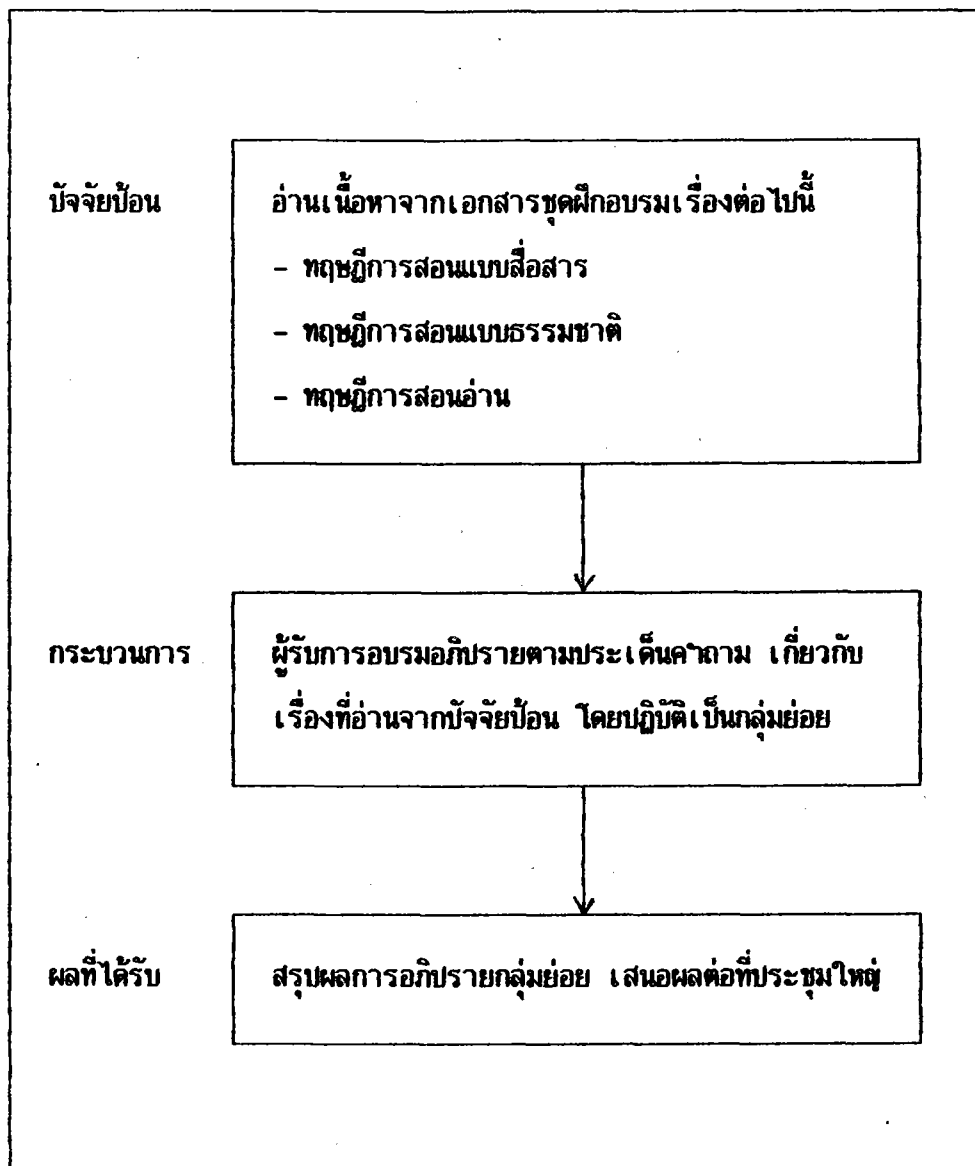 ปัจจัยป้อน
อ่านเนื้อหาจากเอกสารชุดฝึกอบรมเรื่องต่อไปนี้
- ทฤษฎีการสอนแบบสื่อสาร
- ทฤษฎีการสอนแบบธรรมชาติ
- ทฤษฎีการสอนอ่าน
กระบวนการ
ผู้รับการอบรมอภิปรายตามประเด็นคำถาม เกี่ยวกับ
เรื่องที่อ่านจากปัจจัยป้อน โดยปฏิบัติเป็นกลุ่มย่อย
ผลที่ได้รับ
สรุปผลการอภิปรายกลุ่มย่อย เสนอผลต่อที่ประชุมใหญ่